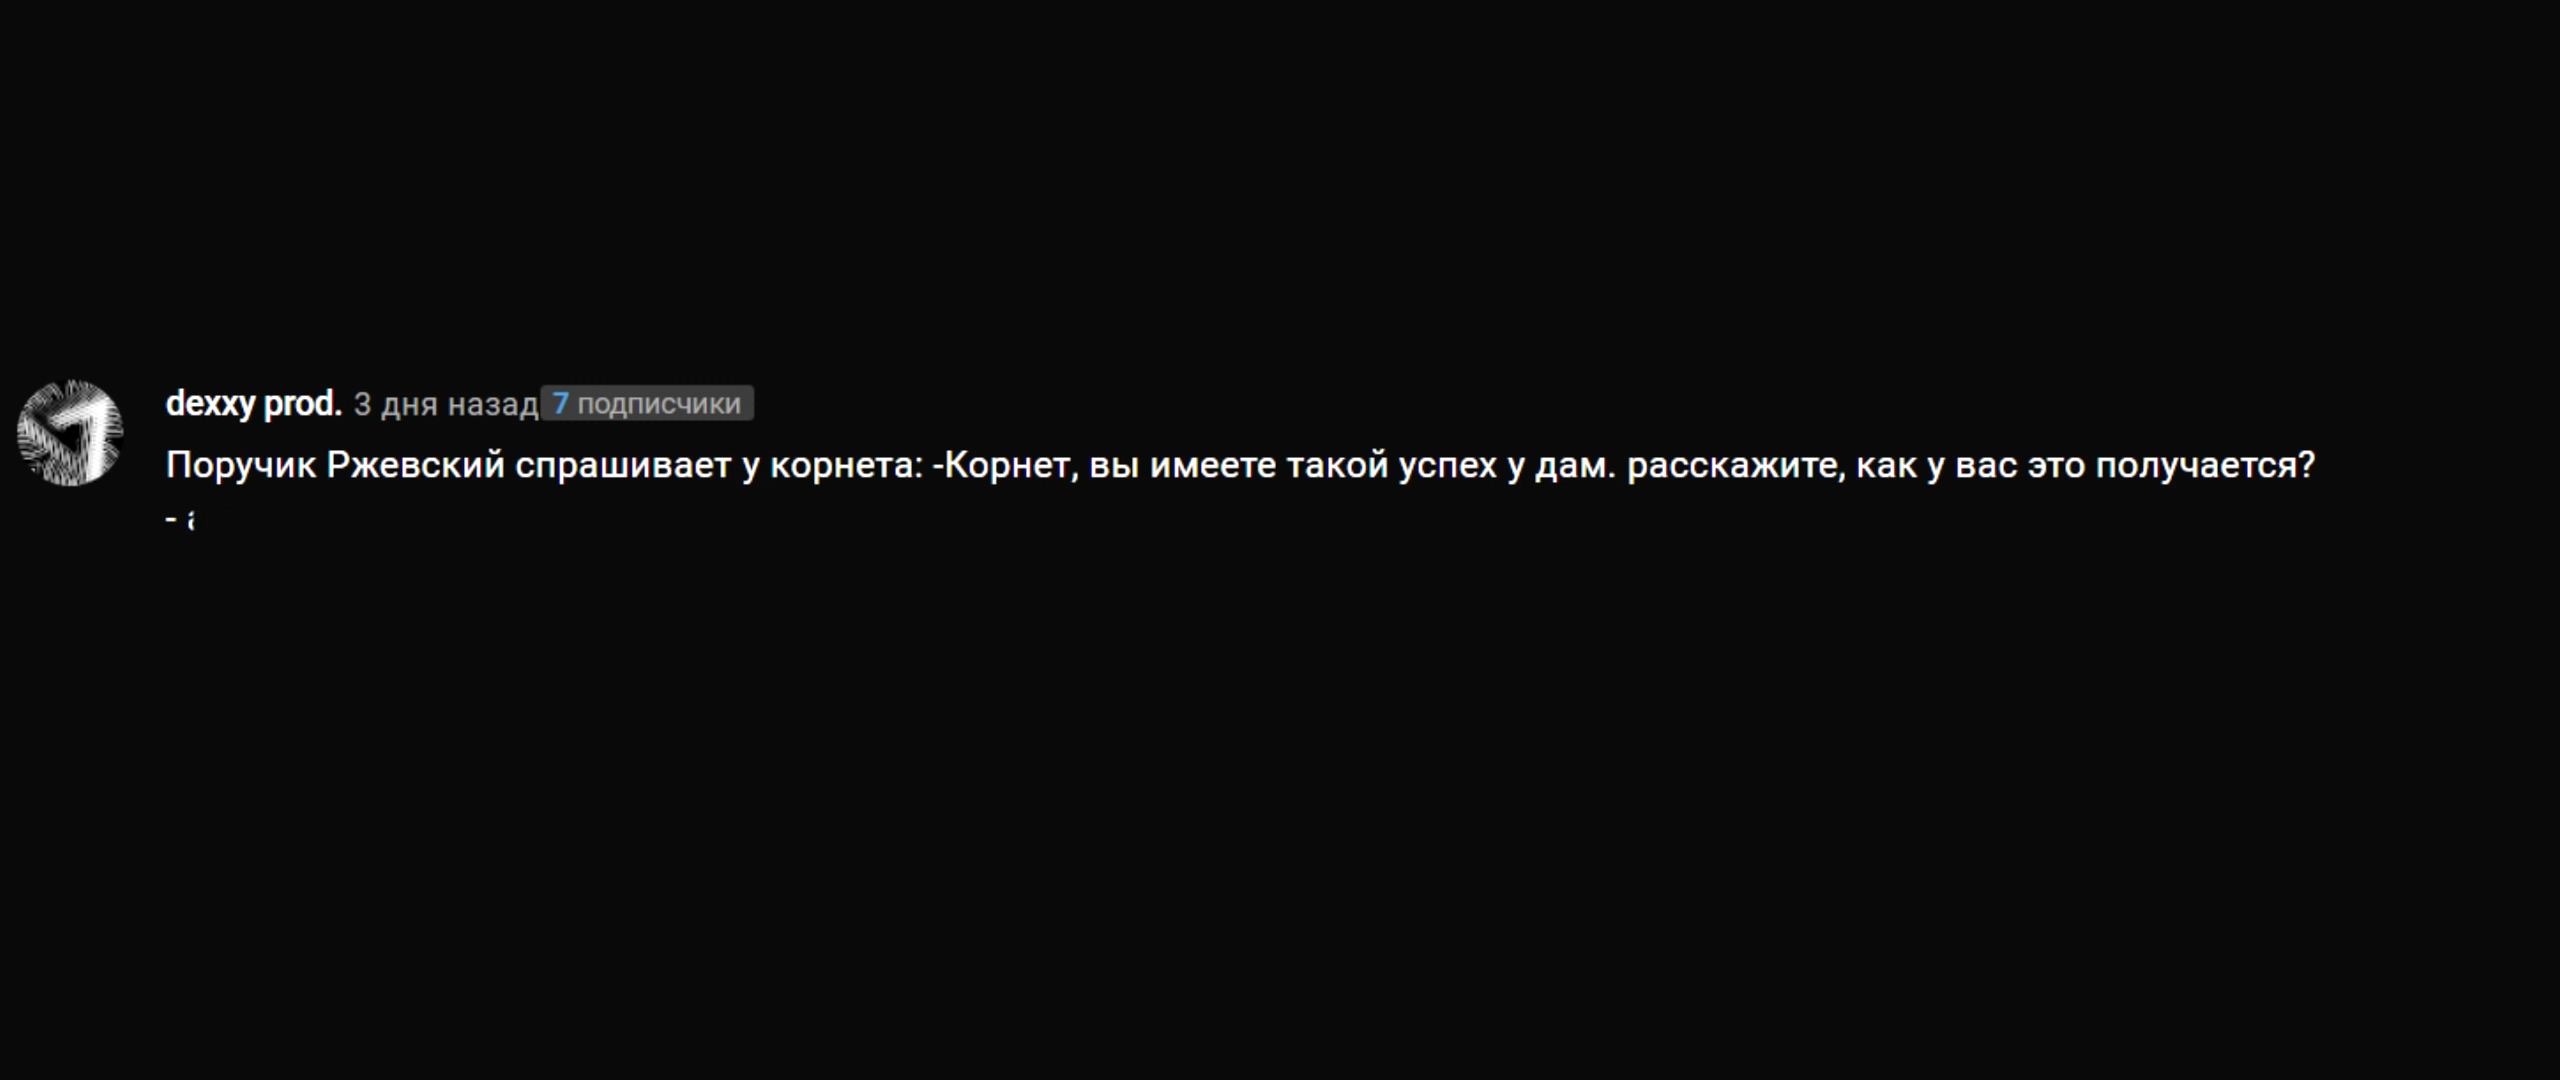 dexxy prod. 3 дня назад 7 подписчики
Поручик Ржевский спрашивает у корнета: -Корнет, вы имеете такой успех у дам. расскажите, как у вас это получается?
-